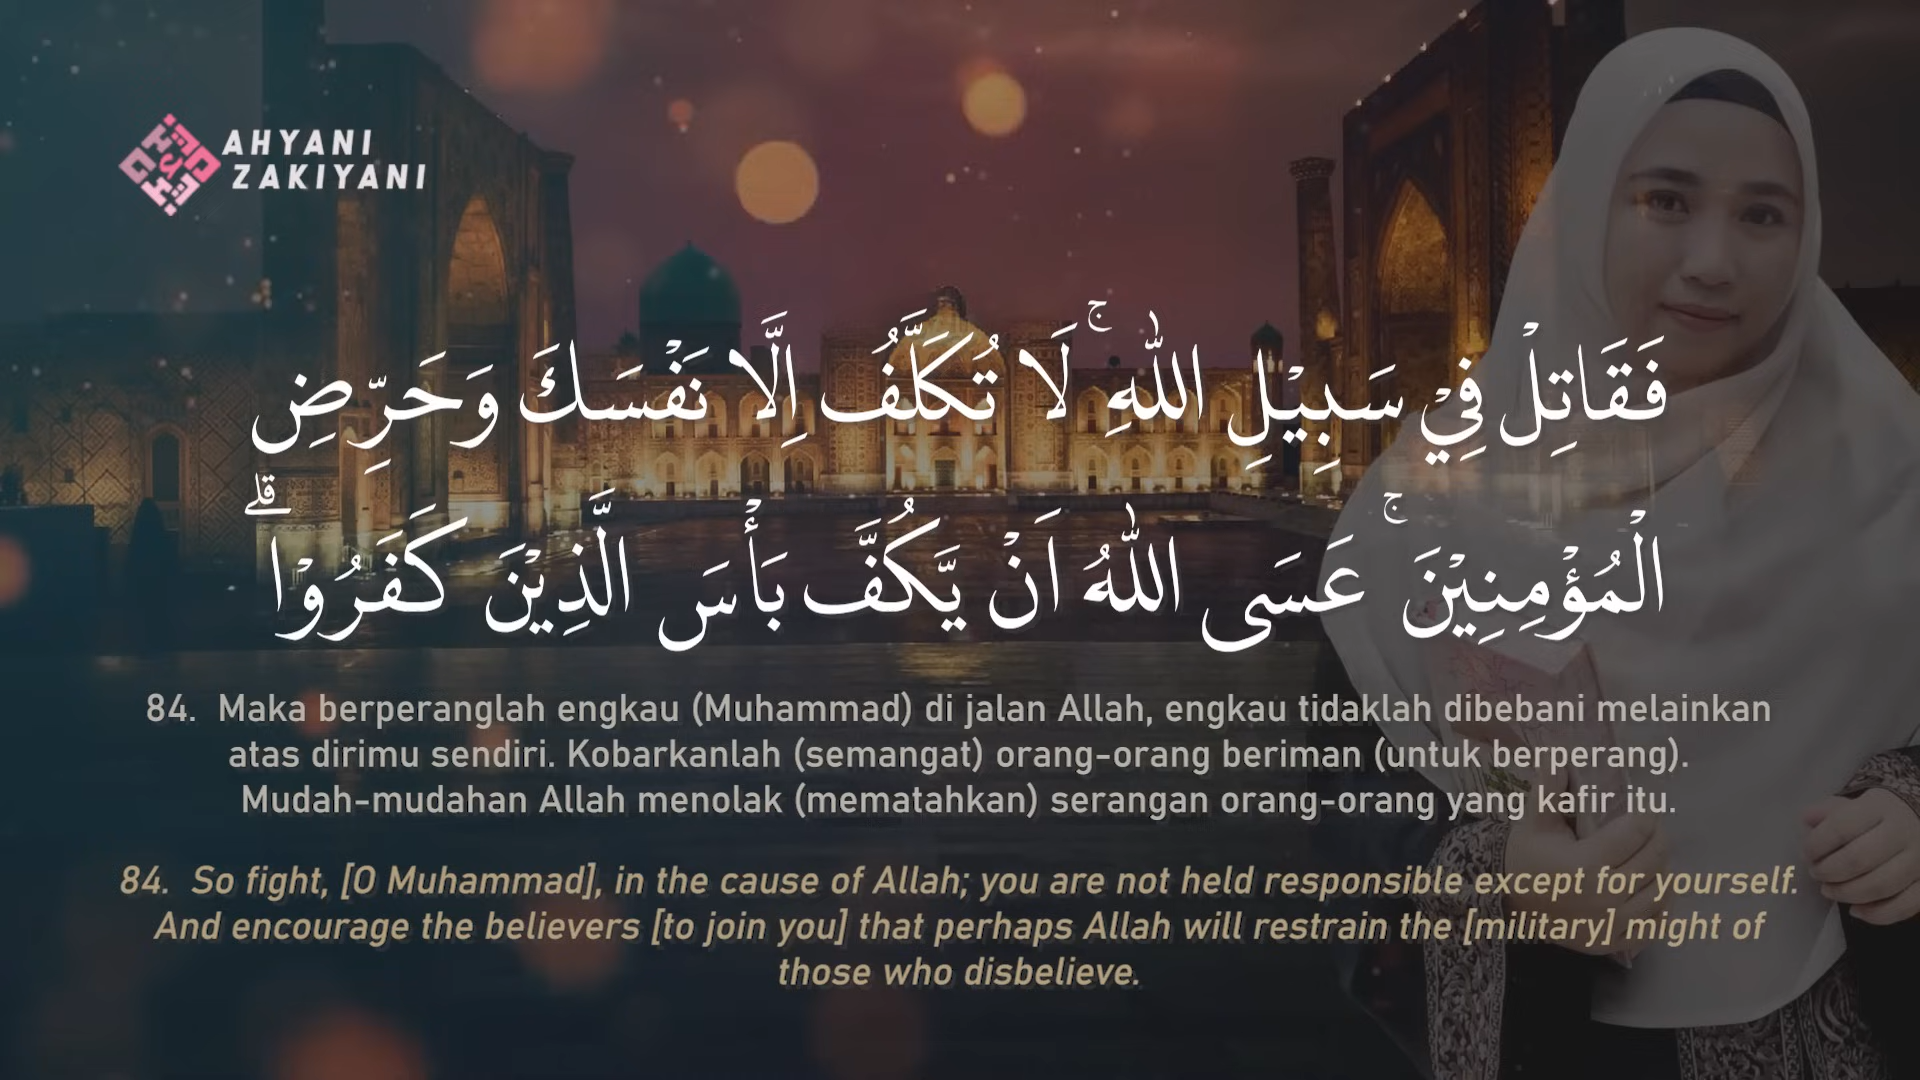 AHYANI
ZAKIYANI
فَقَاتِلْ فِيْ سَبِيْلِ اللّٰهِ ۚ لَا تُكَلَّفُ اِلَّا نَفْسَكَ وَحَرِّضِ
الْمُؤْمِنِيْنَ ۚ عَسَى اللّٰهُ اَنْ يَّكُفَّ بَأْسَ الَّذِيْنَ كَفَرُوْا ۗ
84. Maka berperanglah engkau (Muhammad) di jalan Allah, engkau tidaklah dibebani melainkan
atas dirimu sendiri. Kobarkanlah (semangat) orang-orang beriman (untuk berperang).
Mudah-mudahan Allah menolak (mematahkan) serangan orang-orang yang kafir itu.
84. So fight, [O Muhammad], in the cause of Allah; you are not held responsible except for yourself.
And encourage the believers [to join you] that perhaps Allah will restrain the [military] might of
those who disbelieve.